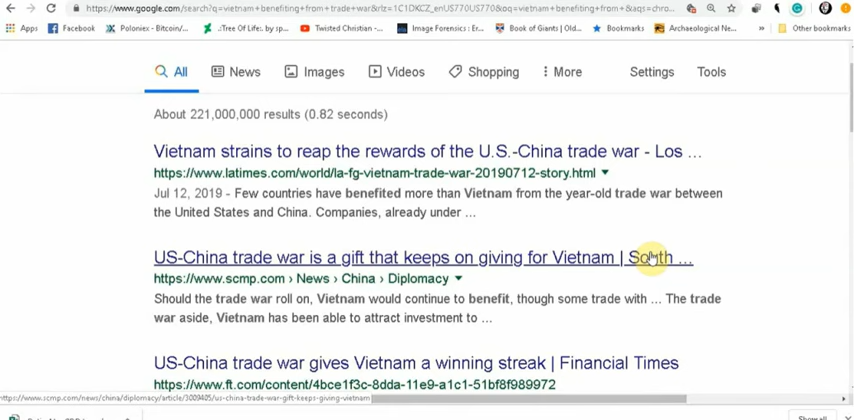 https://www.google.com/search?q=vietnam+benefiting+from+trade+war&rlz=1C1DKCZ_enUS770US770&oq=vietnam+benefiting+from+&aqs=chro...
Apps Facebook Poloniex - Bitcoin/... .:Tree Of Life:. by sp... Twisted Christian -... Image Forensics : Err... Book of Giants | Old... Bookmarks Archaeological Ne... Other bookmarks
All News Images Videos Shopping More Settings Tools
About 221,000,000 results (0.82 seconds)
Vietnam strains to reap the rewards of the U.S.-China trade war - Los ...
https://www.latimes.com/world/la-fg-vietnam-trade-war-20190712-story.html
Jul 12, 2019 - Few countries have benefited more than Vietnam from the year-old trade war between
the United States and China. Companies, already under ...
US-China trade war is a gift that keeps on giving for Vietnam | South ...
https://www.scmp.com › News › China › Diplomacy
Should the trade war roll on, Vietnam would continue to benefit, though some trade with ... The trade
war aside, Vietnam has been able to attract investment to ...
US-China trade war gives Vietnam a winning streak | Financial Times
https://www.ft.com/content/4bce1f3c-8dda-11e9-a1c1-51bf8f989972
https://www.scmp.com/news/china/diplomacy/article/3009405/us-china-trade-war-gift-keeps-giving-vietnam
Show all